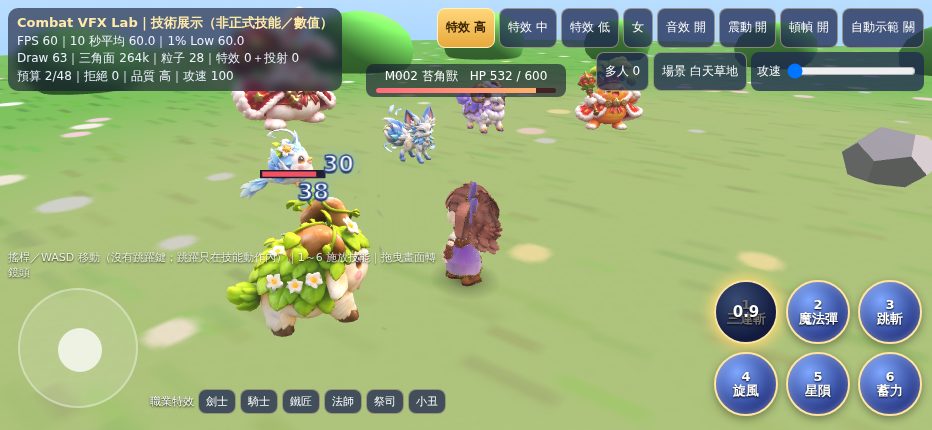 Combat VFX Lab｜技術展示（非正式技能／數值）
FPS 60｜10 秒平均 60.0｜1% Low 60.0
Draw 63｜三角面 264k｜粒子 28｜特效 0＋投射 0
預算 2/48｜拒絕 0｜品質 高｜攻速 100
特效 高
特效 中
特效 低
女
音效 開
震動 開
頓幀 開
自動示範 關
M002 苔角獸 HP 532 / 600
多人 0
場景 白天草地
攻速
30
38
搖桿／WASD 移動（沒有跳躍鍵；跳躍只在技能動作內）｜1～6 施放技能｜拖曳畫面轉
鏡頭
1
三連斬
0.9
2
魔法彈
3
跳斬
4
旋風
5
星隕
6
蓄力
職業特效
劍士
騎士
鐵匠
法師
祭司
小丑